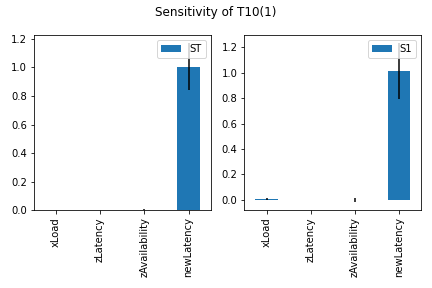 Sensitivity of T10(1)
1.2
1.0
0.8
0.6
0.4
0.2
0.0
ST
xLoad
zLatency
zAvailability
newLatency
1.2
1.0
0.8
0.6
0.4
0.2
0.0
S1
xLoad
zLatency
zAvailability
newLatency